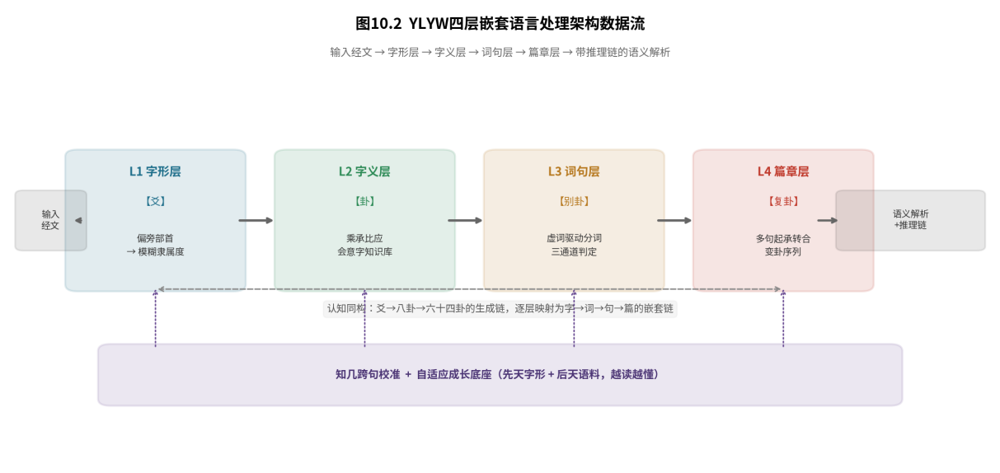 图10.2 YLYW四层嵌套语言处理架构数据流
输入经文 → 字形层 → 字义层 → 词句层 → 篇章层 → 带推理链的语义解析
输入
经文
L1 字形层
【爻】
偏旁部首
→ 模糊隶属度
L2 字义层
【卦】
乘承比应
会意字知识库
L3 词句层
【别卦】
虚词驱动分词
三通道判定
L4 篇章层
【复卦】
多句起承转合
变卦序列
语义解析
+推理链
认知同构：爻→八卦→六十四卦的生成链，逐层映射为字→词→句→篇的嵌套链
知几跨句校准 + 自适应成长底座（先天字形 + 后天语料，越读越懂）